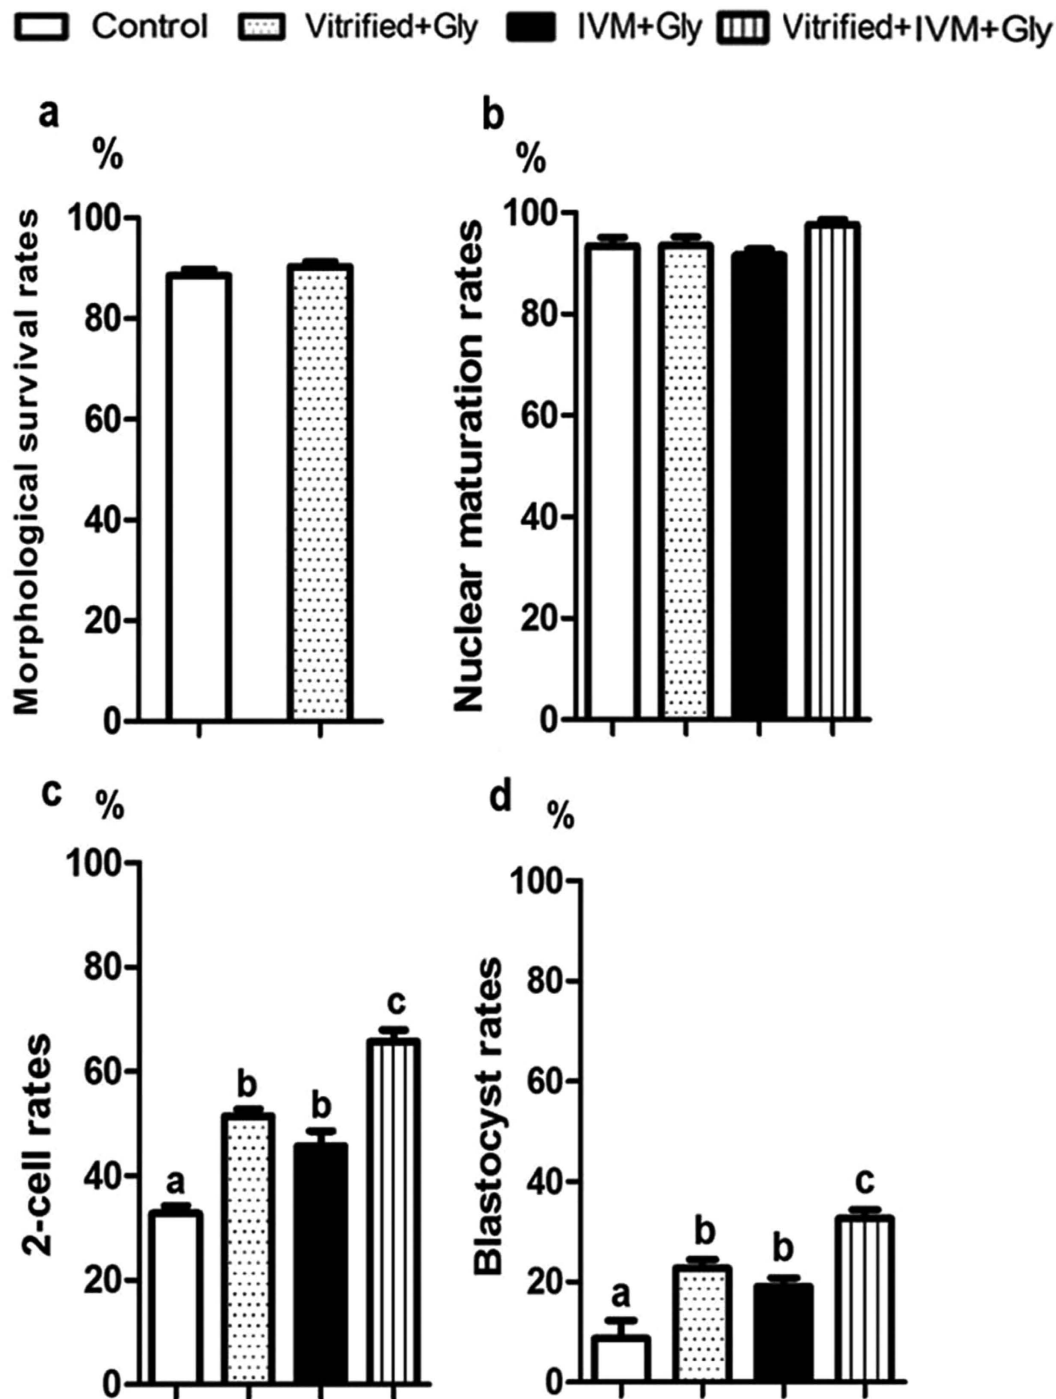 Control Vitrified+Gly IVM+Gly Vitrified+IVM+Gly
a
%
Morphological survival rates
100
80
60
40
20
0
b
%
Nuclear maturation rates
100
80
60
40
20
0
c
%
2-cell rates
100
80
60
40
20
0
a
b
b
c
d
%
Blastocyst rates
100
80
60
40
20
0
a
b
b
c